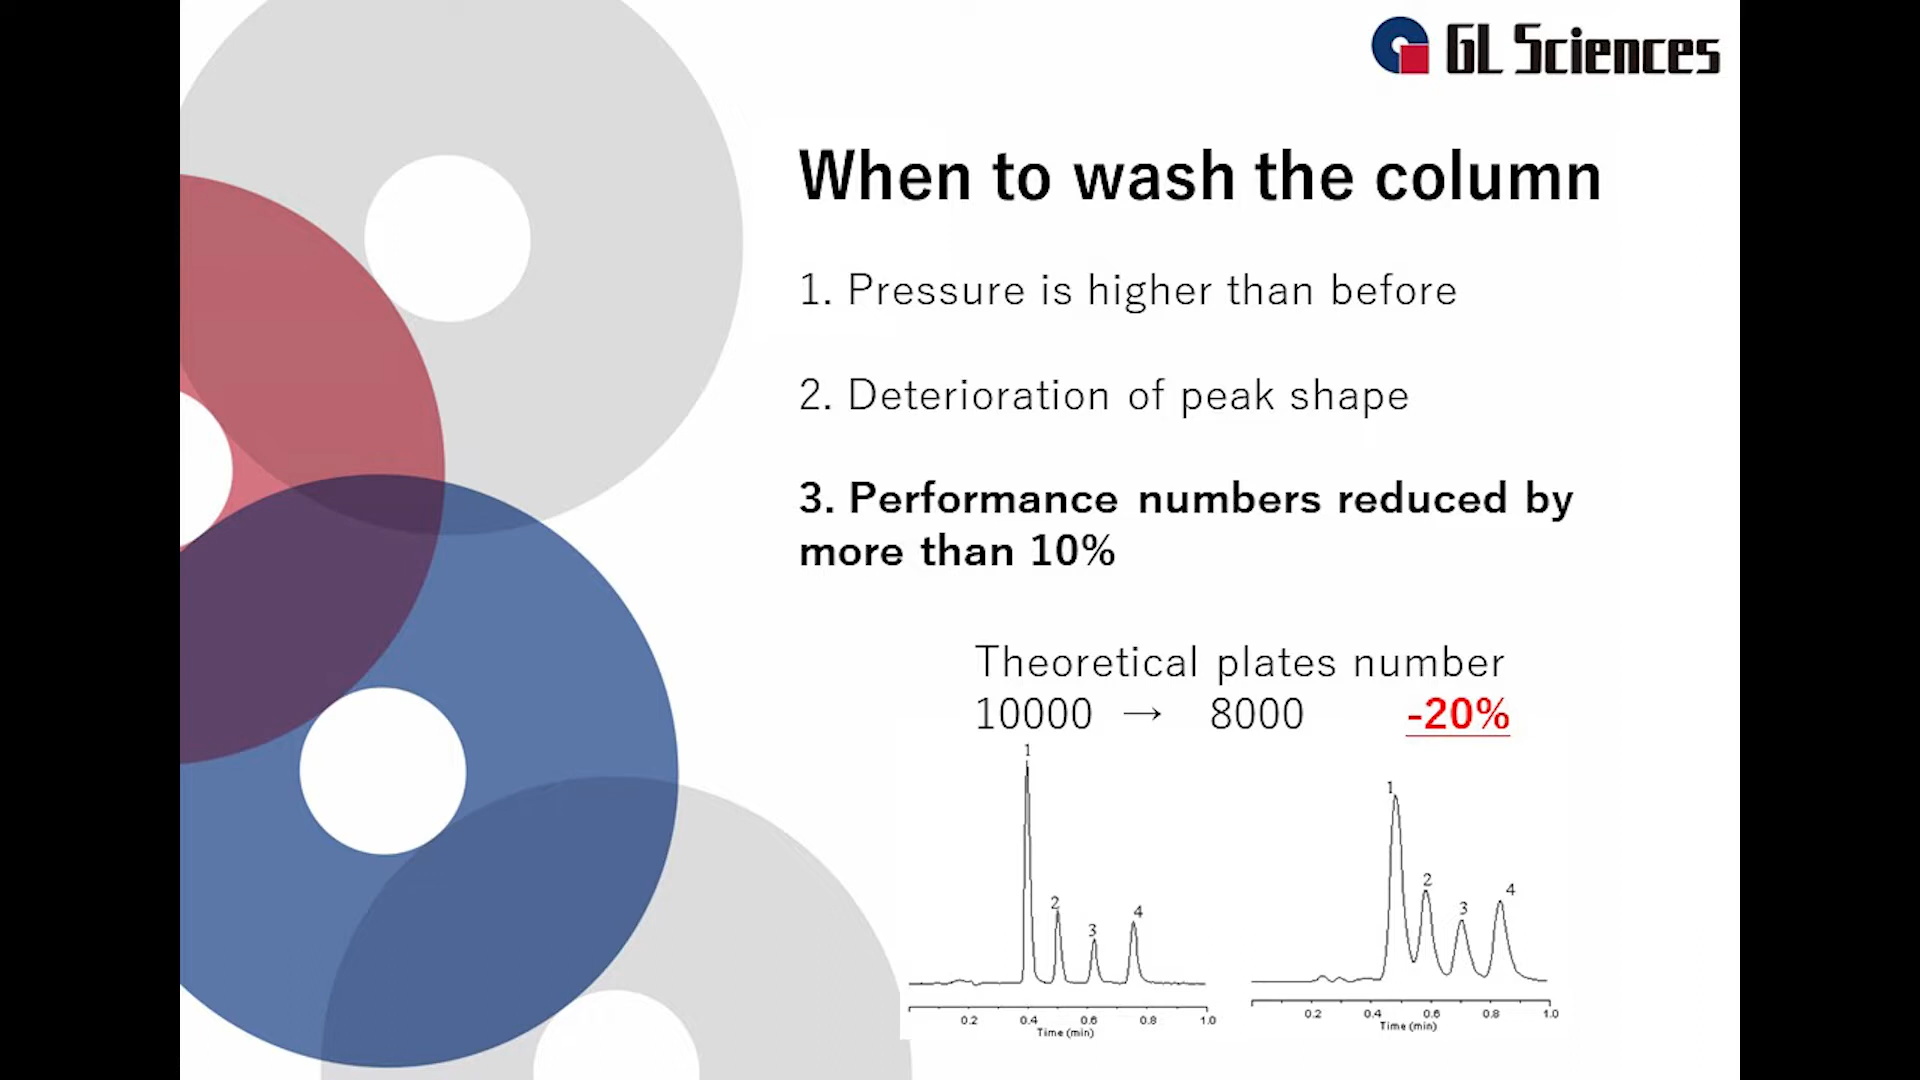 GL Sciences
When to wash the column
1. Pressure is higher than before
2. Deterioration of peak shape
3. Performance numbers reduced by
more than 10%
Theoretical plates number
10000 → 8000 -20%
1
2
3
4
0.2 0.4 0.6 0.8 1.0
Time (min)
1
2
3
4
0.2 0.4 0.6 0.8 1.0
Time (min)